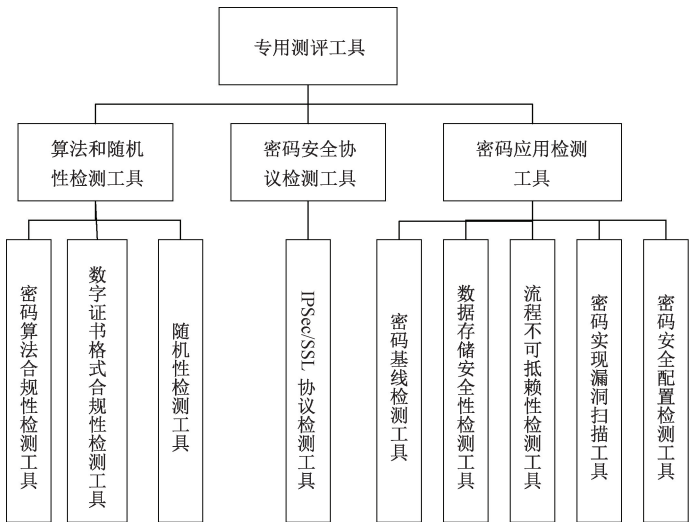 专用测评工具
算法和随机
性检测工具
密码安全协
议检测工具
密码应用检测
工具
密码算法合规性检测工具
数字证书格式合规性检测工具
随机性检测工具
IPSec/SSL 协议检测工具
密码基线检测工具
数据存储安全性检测工具
流程不可抵赖性检测工具
密码实现漏洞扫描工具
密码安全配置检测工具